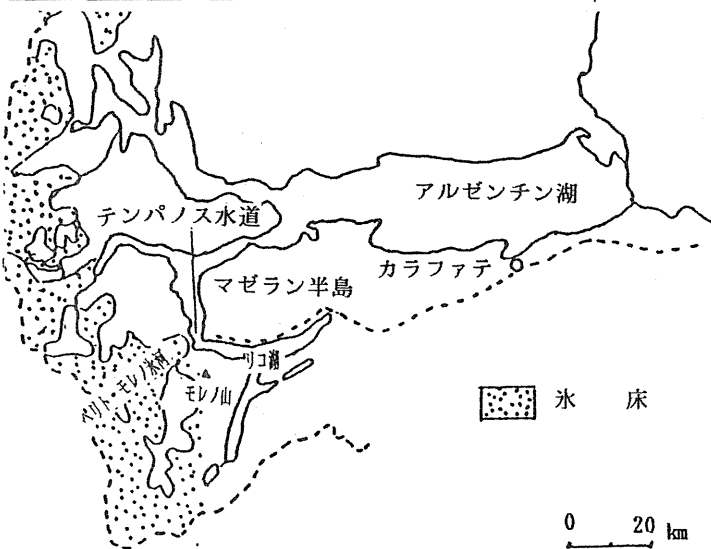 アルゼンチン湖
テンパノス水道
カラファテ
マゼラン半島
リコ湖
ペリト・モレノ氷河
モレノ山
氷床
0 20 km